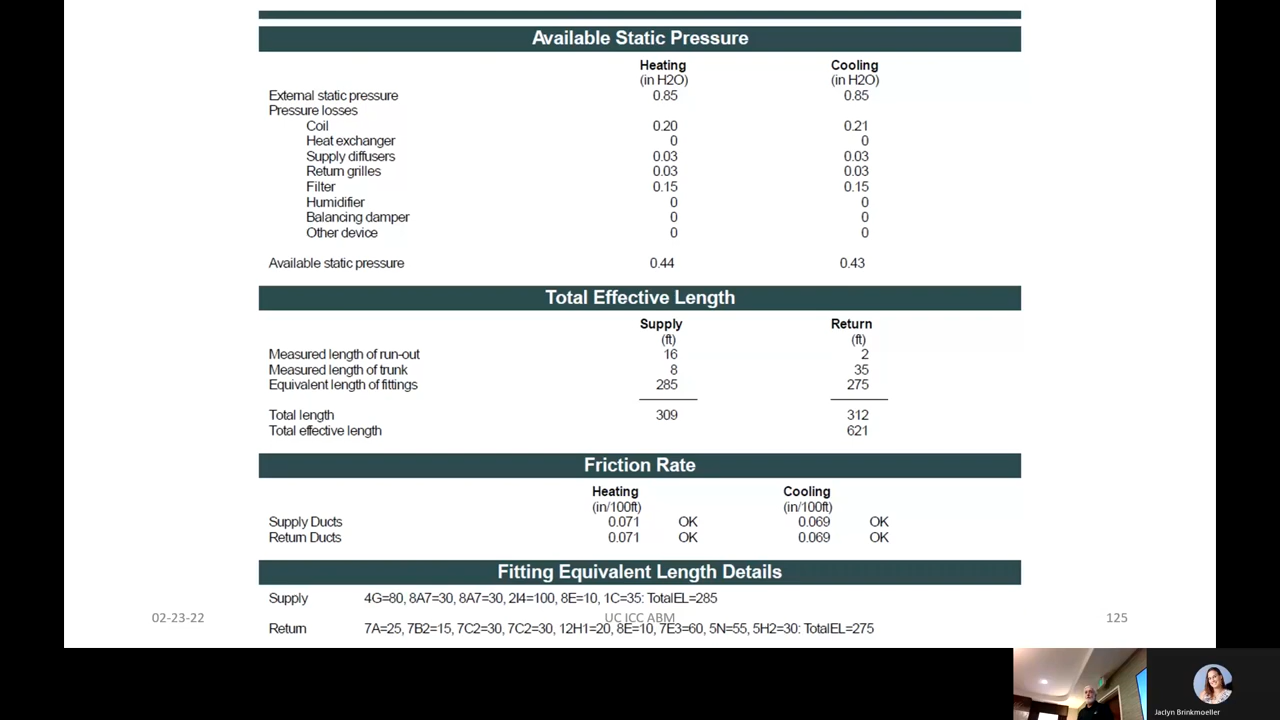 Available Static Pressure
Heating Cooling
(in H2O) (in H2O)
External static pressure 0.85 0.85
Pressure losses
Coil 0.20 0.21
Heat exchanger 0 0
Supply diffusers 0.03 0.03
Return grilles 0.03 0.03
Filter 0.15 0.15
Humidifier 0 0
Balancing damper 0 0
Other device 0 0
Available static pressure 0.44 0.43
Total Effective Length
Supply Return
(ft) (ft)
Measured length of run-out 16 2
Measured length of trunk 8 35
Equivalent length of fittings 285 275
Total length 309 312
Total effective length 621
Friction Rate
Heating Cooling
(in/100ft) (in/100ft)
Supply Ducts 0.071 OK 0.069 OK
Return Ducts 0.071 OK 0.069 OK
Fitting Equivalent Length Details
Supply 4G=80, 8A7=30, 8A7=30, 2I4=100, 8E=10, 1C=35: TotalEL=285
02-23-22 UC ICC ABM 125
Return 7A=25, 7B2=15, 7C2=30, 7C2=30, 12H1=20, 8E=10, 7E3=60, 5N=55, 5H2=30: TotalEL=275
Jaclyn Brinkmoeller